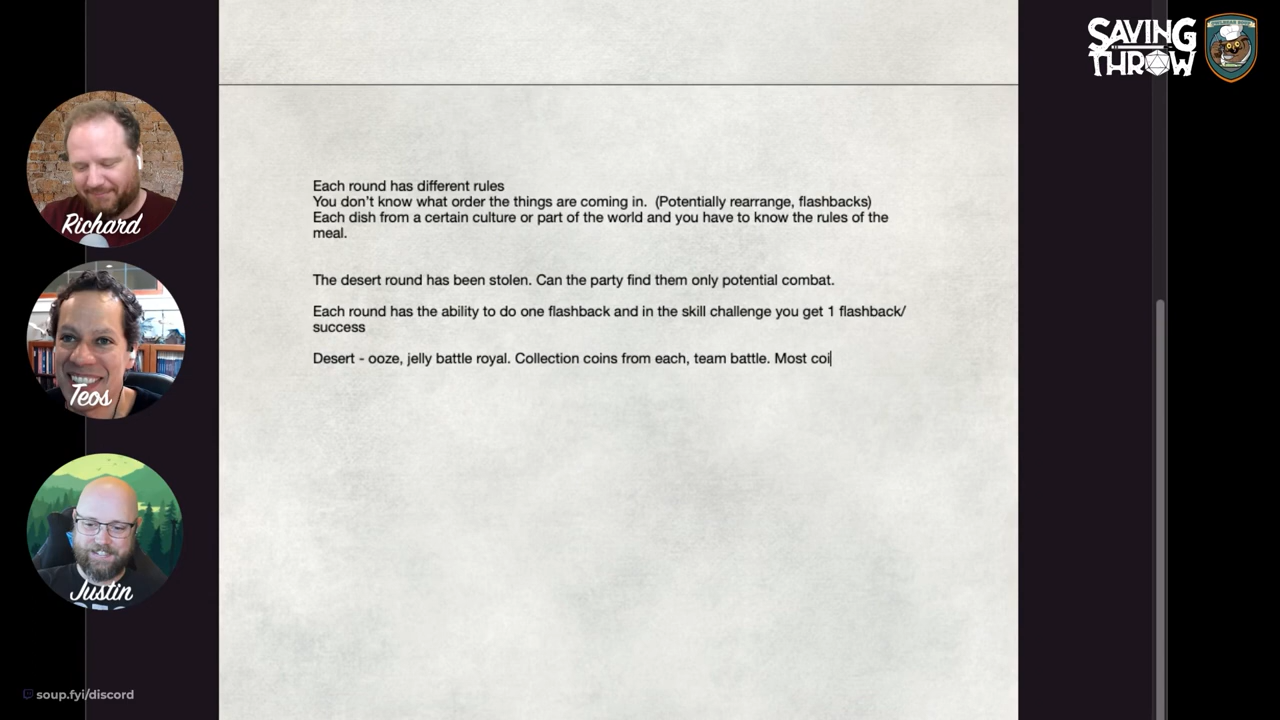 SAVING
THROW
Richard
Teos
Justin
Each round has different rules
You don’t know what order the things are coming in.  (Potentially rearrange, flashbacks)
Each dish from a certain culture or part of the world and you have to know the rules of the
meal.
The desert round has been stolen. Can the party find them only potential combat.
Each round has the ability to do one flashback and in the skill challenge you get 1 flashback/
success
Desert - ooze, jelly battle royal. Collection coins from each, team battle. Most coi
soup.fyi/discord